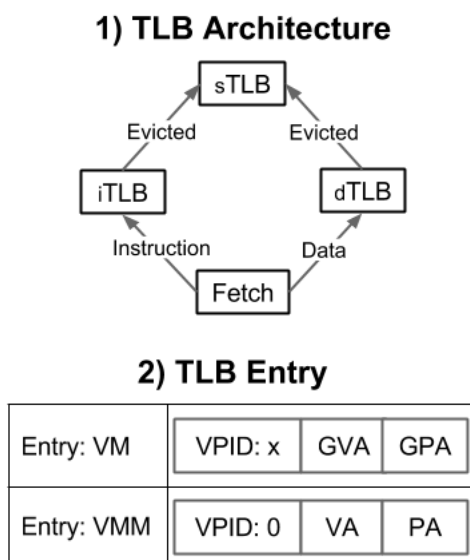 1) TLB Architecture
sTLB
Evicted Evicted
iTLB dTLB
Instruction Data
Fetch
2) TLB Entry
Entry: VM VPID: x GVA GPA
Entry: VMM VPID: 0 VA PA